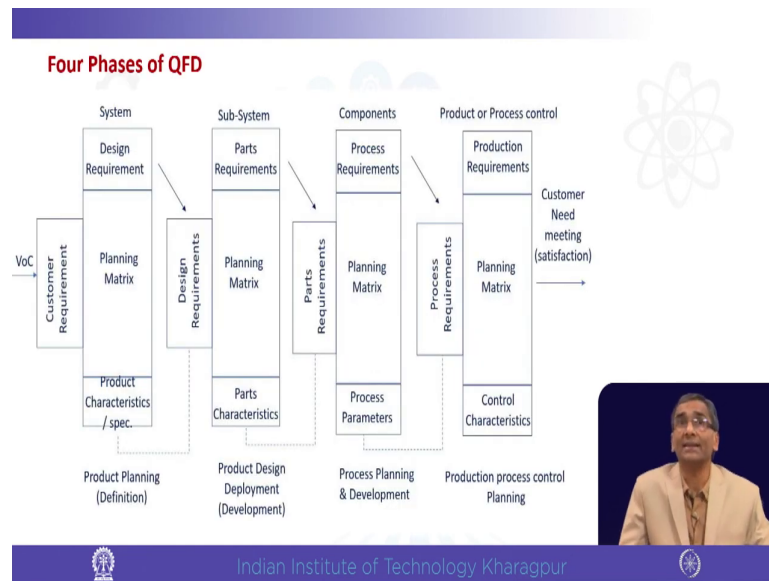 Four Phases of QFD
System
Sub-System
Components
Product or Process control
Design
Requirement
Parts
Requirements
Process
Requirements
Production
Requirements
VoC
Customer
Requirement
Planning
Matrix
Design
Requirements
Planning
Matrix
Parts
Requirements
Planning
Matrix
Process
Requirements
Planning
Matrix
Customer
Need
meeting
(satisfaction)
Product
Characteristics
/ spec.
Parts
Characteristics
Process
Parameters
Control
Characteristics
Product Planning
(Definition)
Product Design
Deployment
(Development)
Process Planning
& Development
Production process control
Planning
Indian Institute of Technology Kharagpur